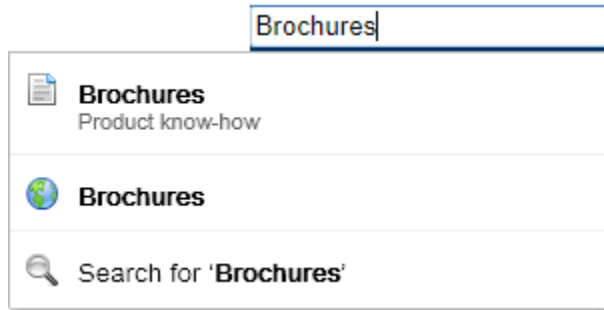 Brochures
Brochures
Product know-how
Brochures
Search for ‘Brochures’